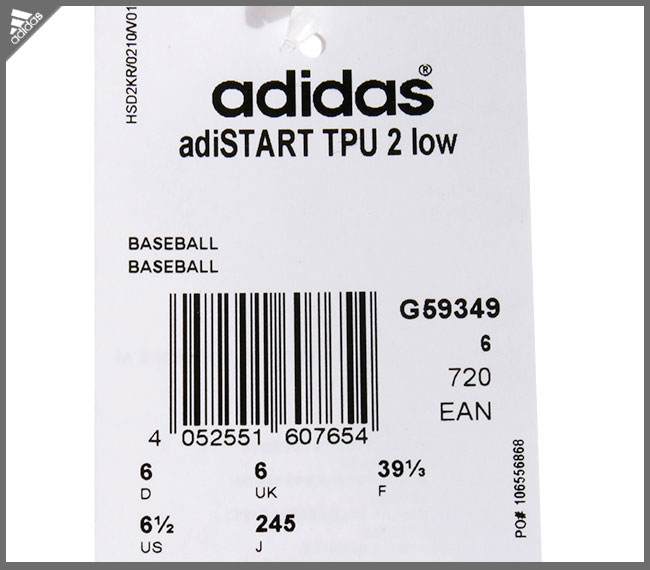 adidas
HSD2KR/0210/V01
adidas®
adiSTART TPU 2 low
BASEBALL
BASEBALL
G59349
6
720
EAN
4 052551 607654
6 6 39⅓
D UK F
6½ 245
US J
PO# 106556868